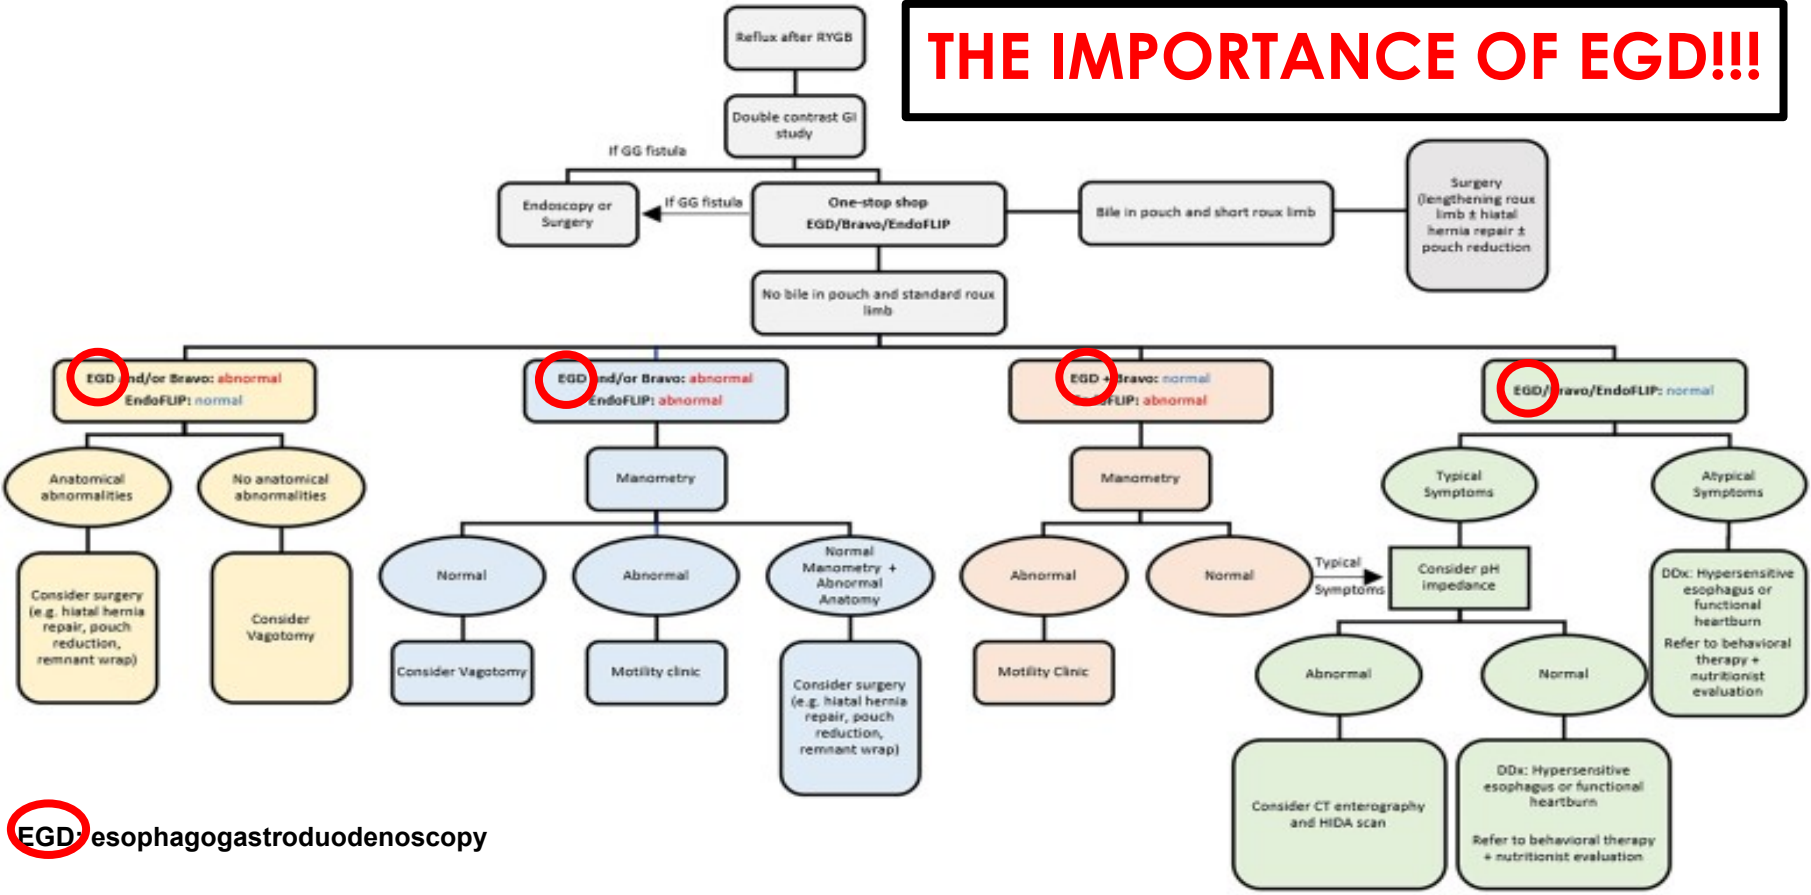 THE IMPORTANCE OF EGD!!!
Reflux after RYGB
Double contrast GI
study
If GG fistula
Endoscopy or
Surgery
If GG fistula
One-stop shop
EGD/Bravo/EndoFLIP
Bile in pouch and short roux limb
Surgery
(lengthening roux
limb ± hiatal
hernia repair ±
pouch reduction
No bile in pouch and standard roux
limb
EGD and/or Bravo: abnormal
EndoFLIP: normal
EGD and/or Bravo: abnormal
EndoFLIP: abnormal
EGD + Bravo: normal
EndoFLIP: abnormal
EGD/Bravo/EndoFLIP: normal
Anatomical
abnormalities
No anatomical
abnormalities
Manometry
Manometry
Typical
Symptoms
Atypical
Symptoms
Consider surgery
(e.g. hiatal hernia
repair, pouch
reduction,
remnant wrap)
Consider
Vagotomy
Normal
Abnormal
Normal
Manometry +
Abnormal
Anatomy
Abnormal
Normal
Typical
Symptoms
Consider pH
impedance
DDx: Hypersensitive
esophagus or
functional
heartburn
Refer to behavioral
therapy +
nutritionist
evaluation
Consider Vagotomy
Motility clinic
Consider surgery
(e.g. hiatal hernia
repair, pouch
reduction,
remnant wrap)
Motility Clinic
Abnormal
Normal
Consider CT enterography
and HIDA scan
DDx: Hypersensitive
esophagus or functional
heartburn
Refer to behavioral therapy
+ nutritionist evaluation
EGD: esophagogastroduodenoscopy